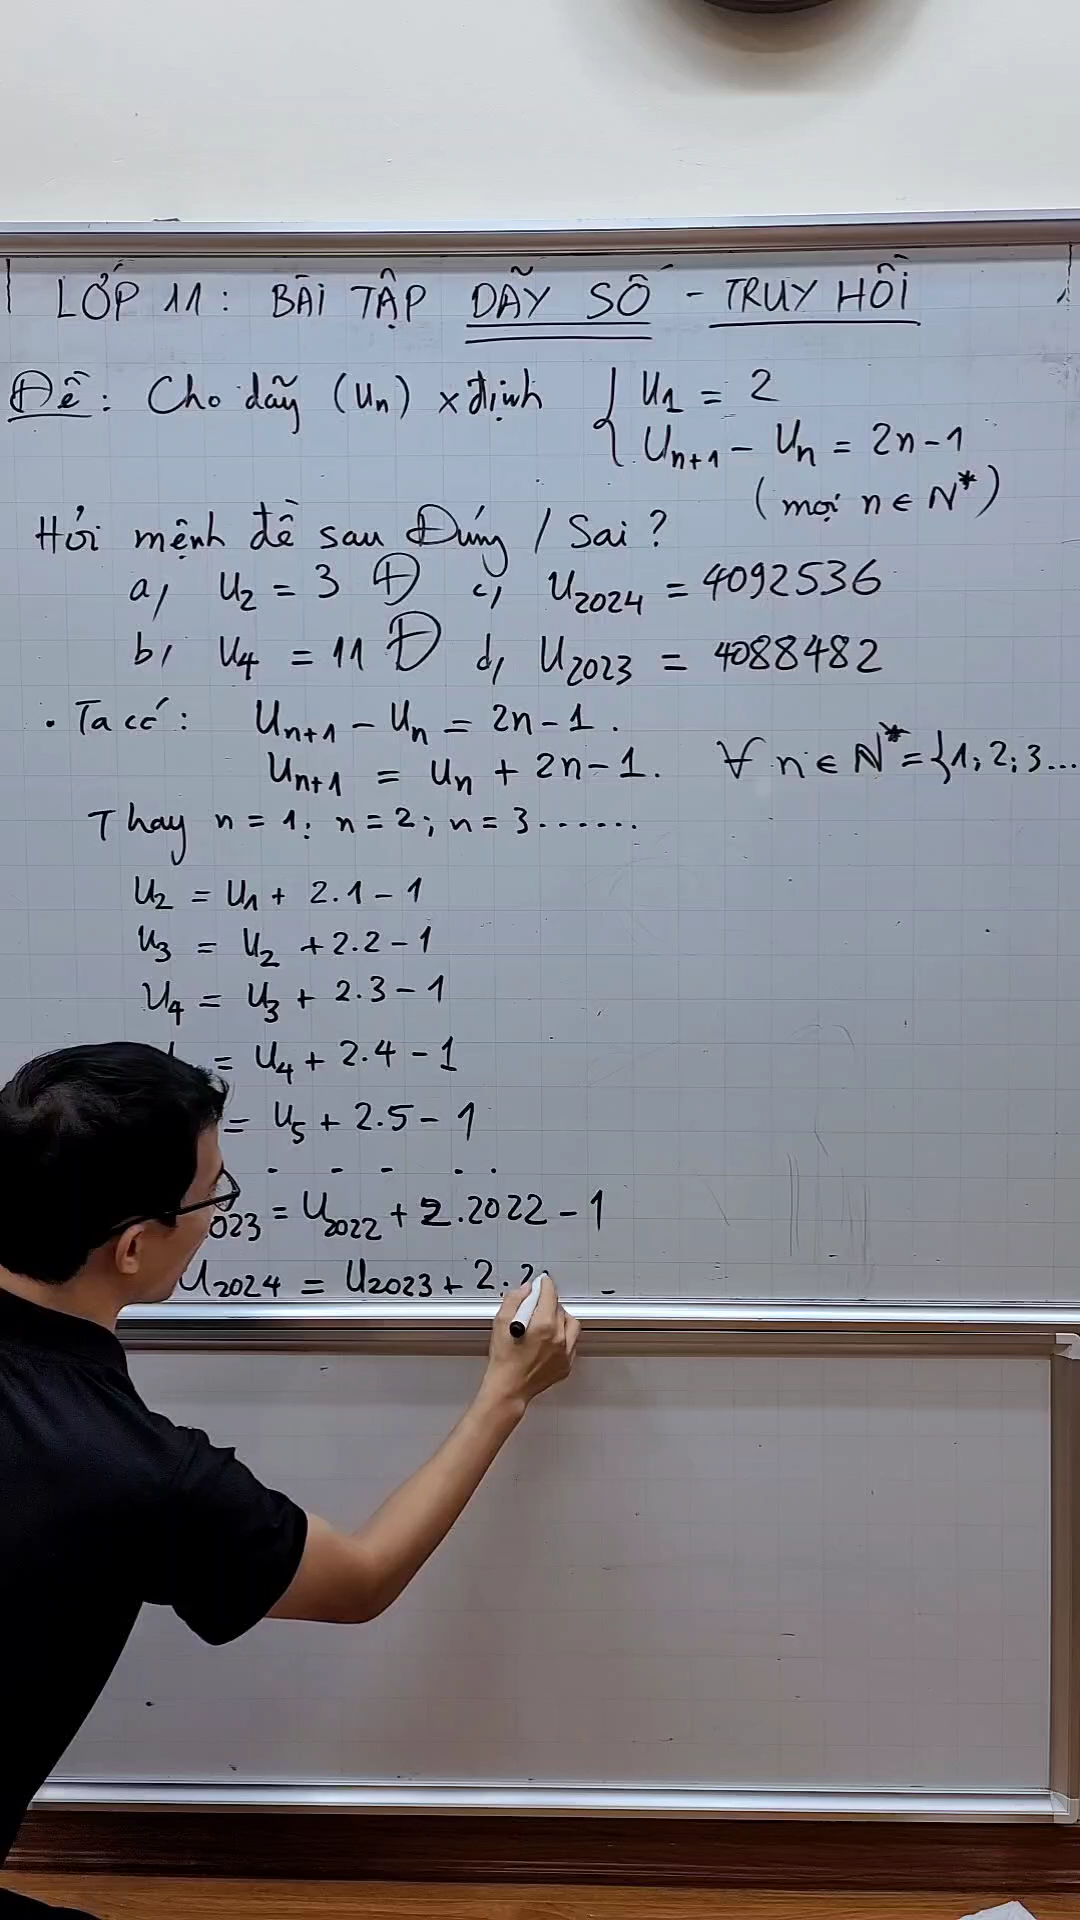 LỚP 11: BÀI TẬP DÃY SỐ - TRUY HỒI
Đề: Cho dãy (Un) x định { U1 = 2
Un+1 - Un = 2n-1
(mọi n ∈ N*)
Hỏi mệnh đề sau Đúng / Sai?
a, U2 = 3 Đ c, U2024 = 4092536
b, U4 = 11 Đ d, U2023 = 4088482
. Ta có: Un+1 - Un = 2n-1.
Un+1 = Un + 2n-1. ∀ n ∈ N* = {1; 2; 3...
Thay n = 1; n = 2; n = 3......
U2 = U1 + 2.1 - 1
U3 = U2 + 2.2 - 1
U4 = U3 + 2.3 - 1
= U4 + 2.4 - 1
= U5 + 2.5 - 1
. - - . .
023 = U2022 + 2.2022 - 1
U2024 = U2023 + 2.2 -